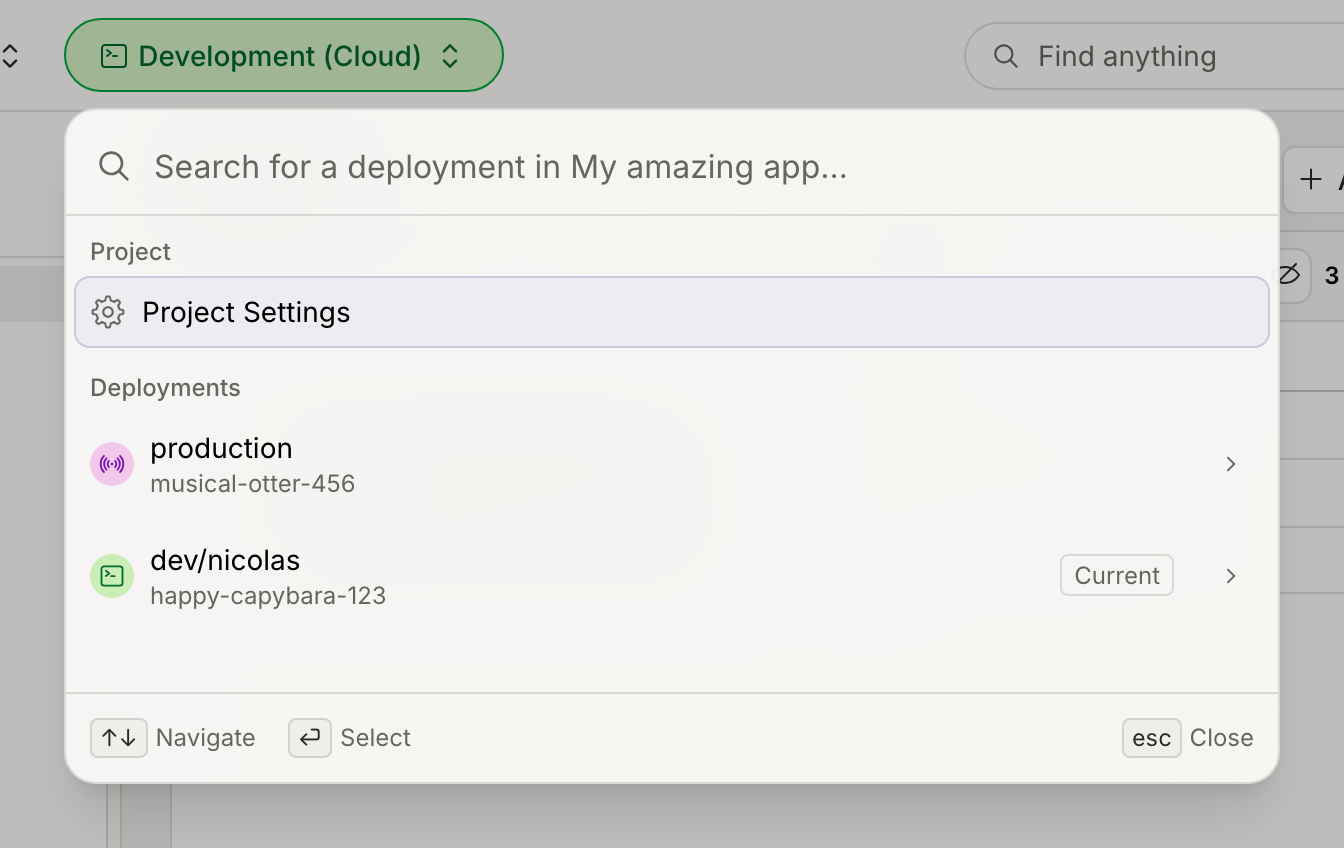 Development (Cloud)
Find anything
Search for a deployment in My amazing app...
Project
Project Settings
3
Deployments
production
musical-otter-456
dev/nicolas
happy-capybara-123
Current
Navigate
Select
esc Close